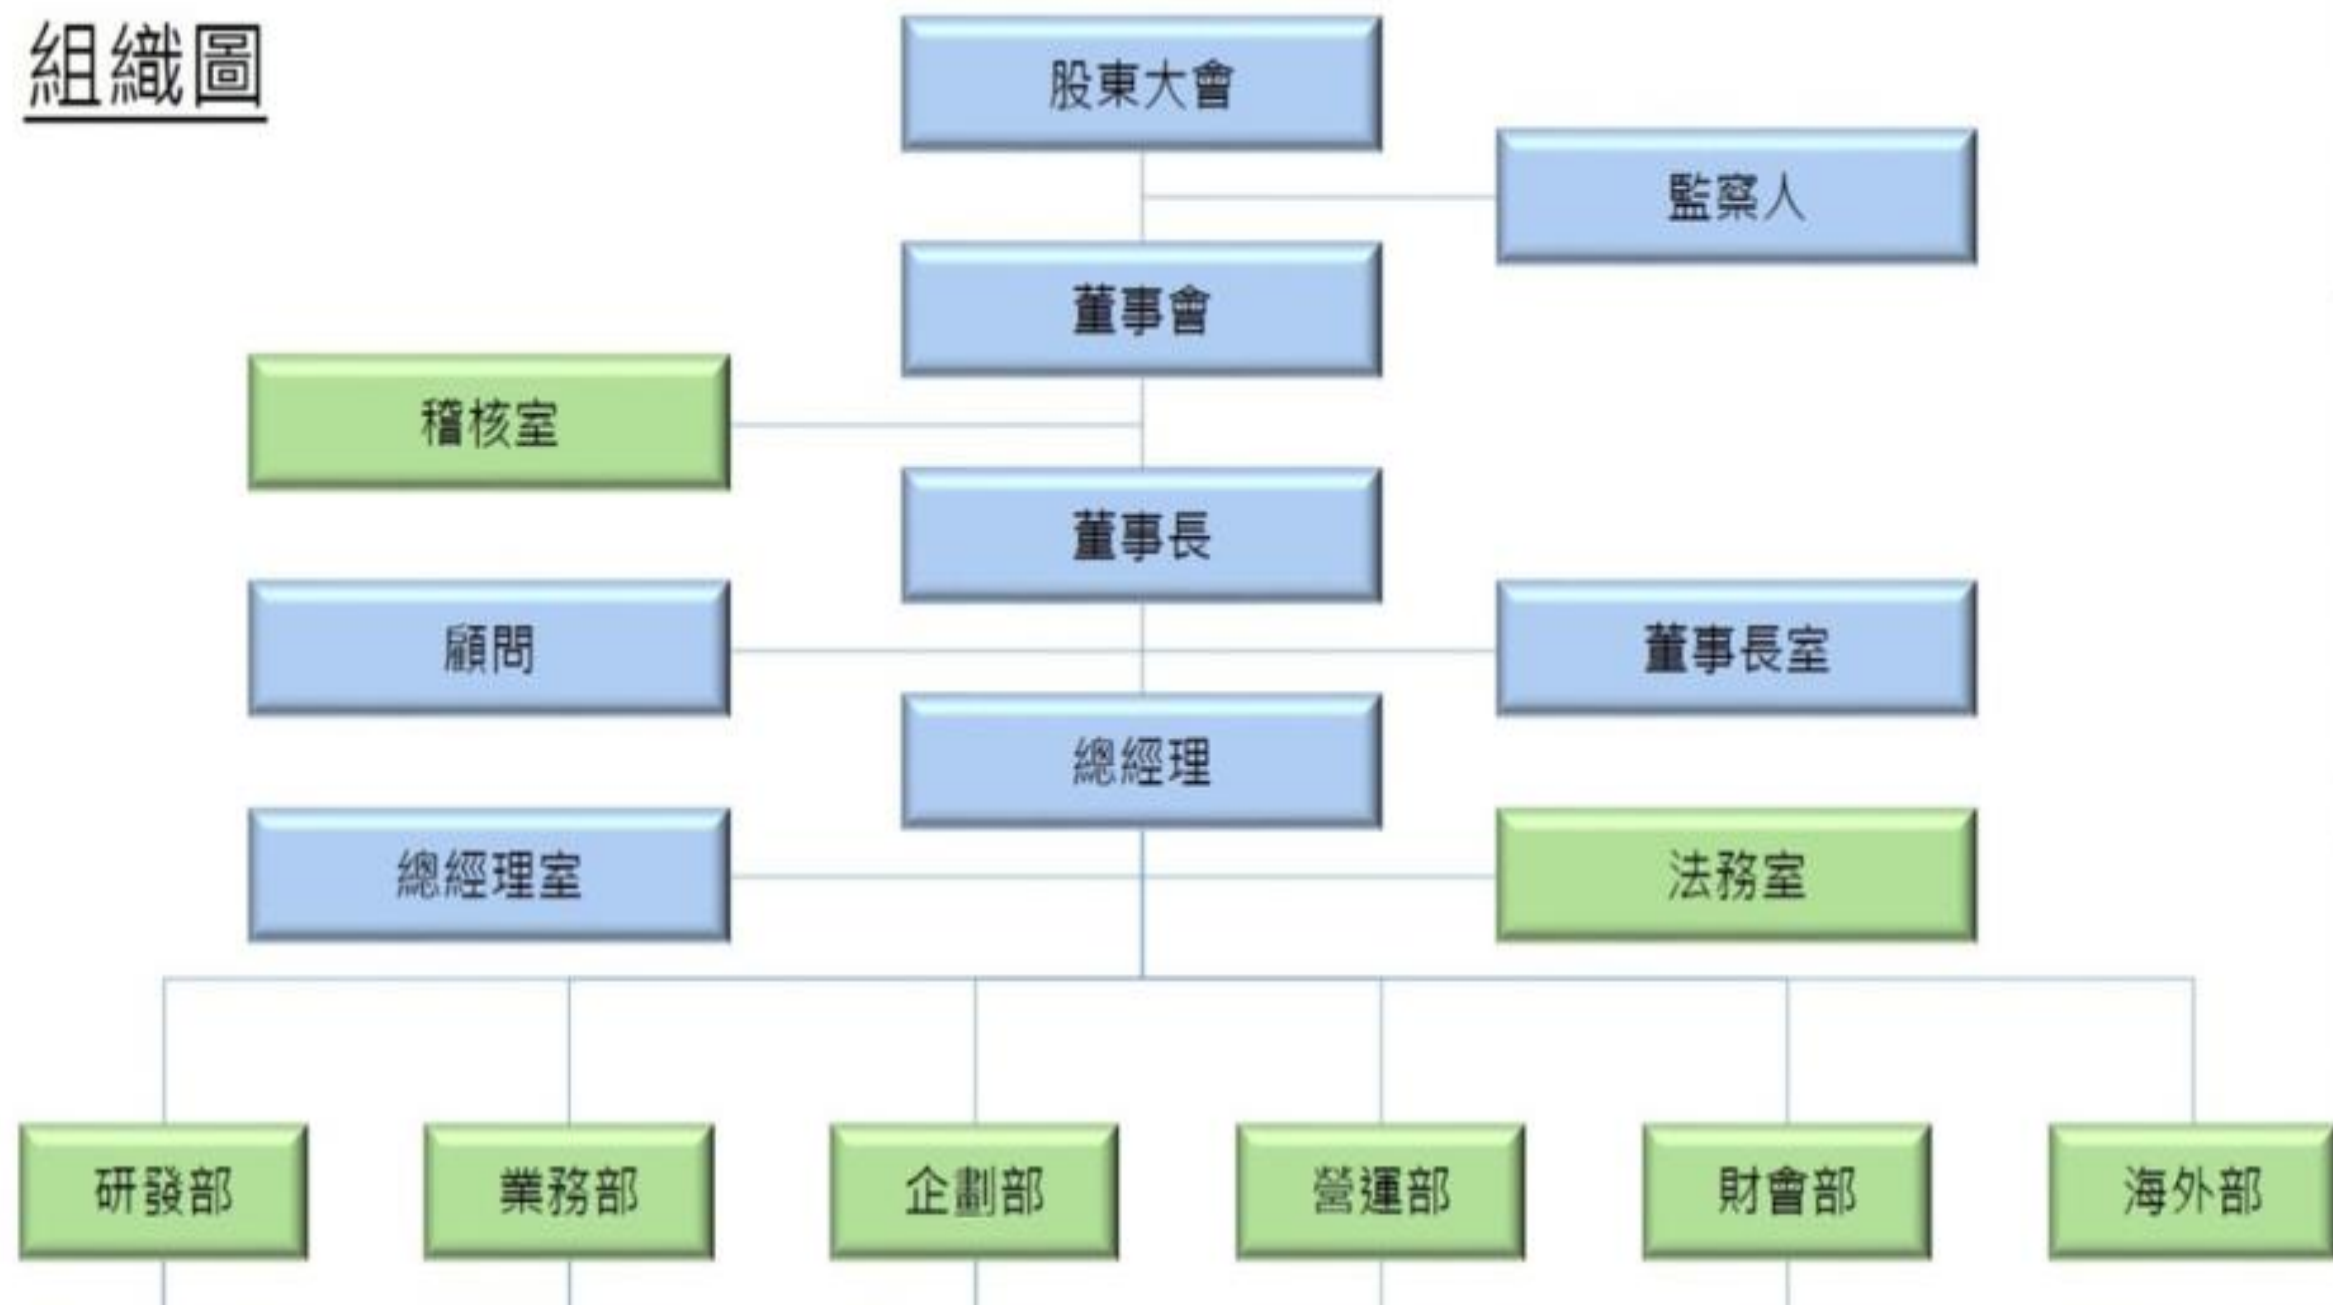 組織圖
股東大會
監察人
董事會
稽核室
董事長
顧問
董事長室
總經理
總經理室
法務室
研發部
業務部
企劃部
營運部
財會部
海外部